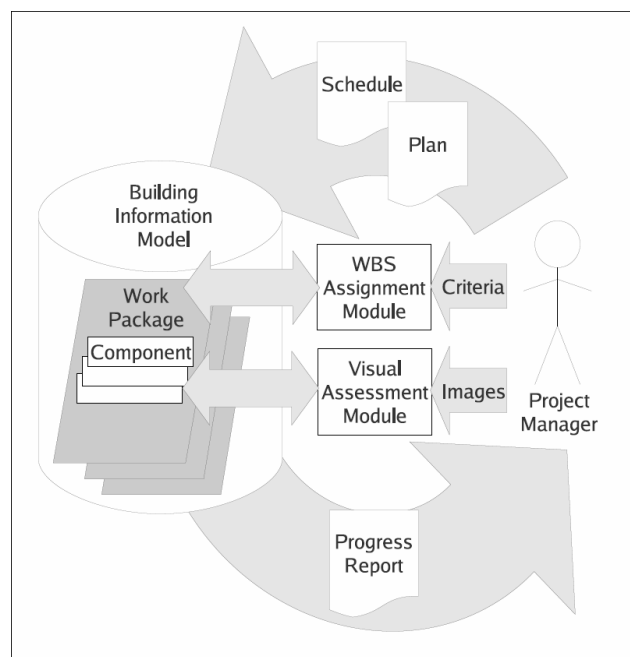 Schedule
Plan
Building
Information
Model
WBS
Assignment
Module
Criteria
Work
Package
Component
Visual
Assessment
Module
Images
Project
Manager
Progress
Report